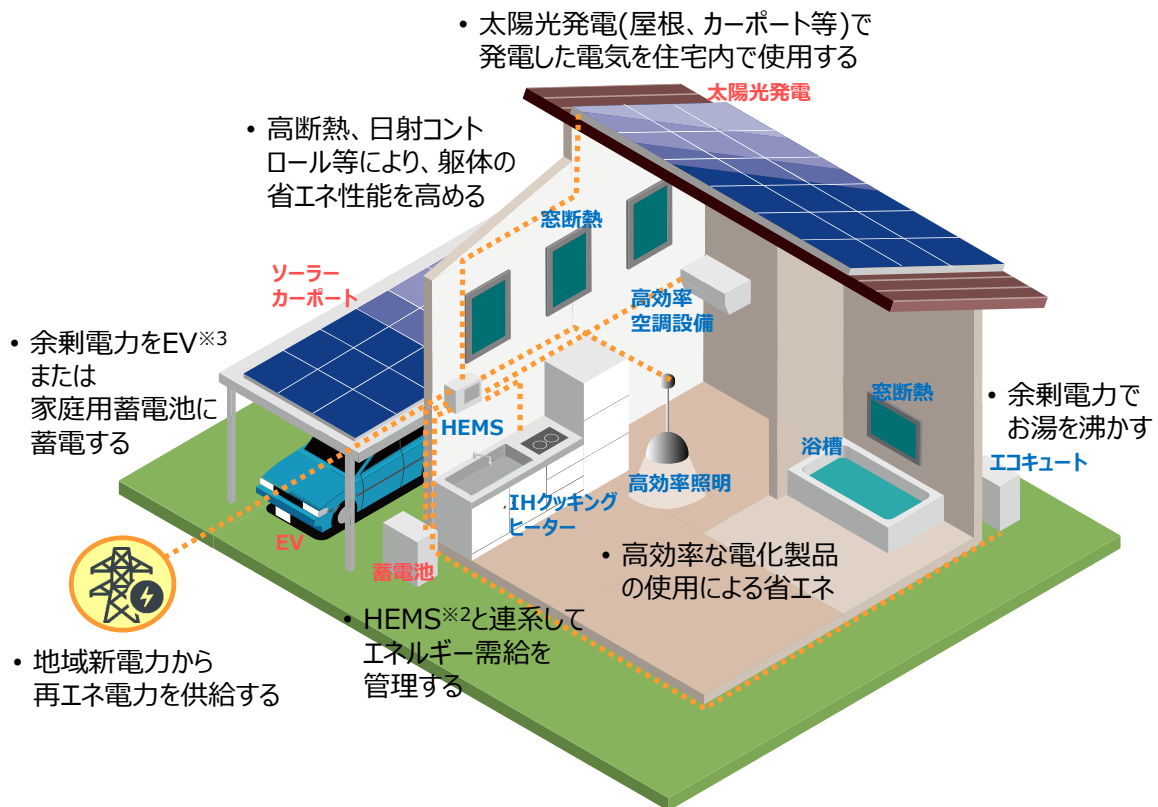 • 太陽光発電(屋根、カーポート等)で
発電した電気を住宅内で使用する
太陽光発電
• 高断熱、日射コント
ロール等により、躯体の
省エネ性能を高める
窓断熱
ソーラー
カーポート
高効率
空調設備
• 余剰電力をEV※3
または
家庭用蓄電池に
蓄電する
HEMS
窓断熱
• 余剰電力で
お湯を沸かす
浴槽
エコキュート
高効率照明
IHクッキング
ヒーター
EV
蓄電池
• 高効率な電化製品
の使用による省エネ
• HEMS※2と連系して
エネルギー需給を
管理する
• 地域新電力から
再エネ電力を供給する